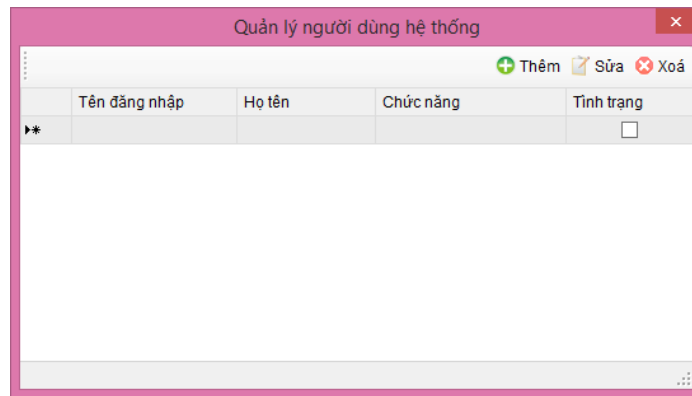 Quản lý người dùng hệ thống
Thêm Sửa Xoá
Tên đăng nhập Họ tên Chức năng Tình trạng